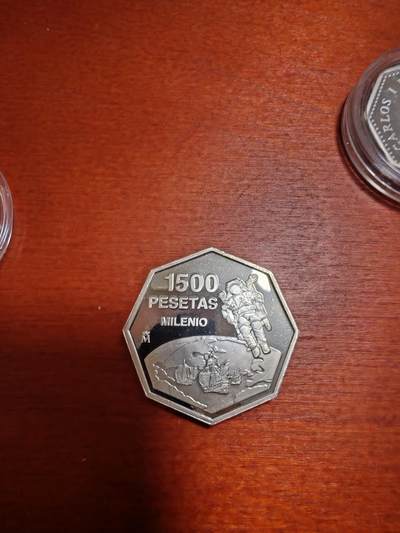 CARLOS I
1500
PESETAS
MILENIO
M